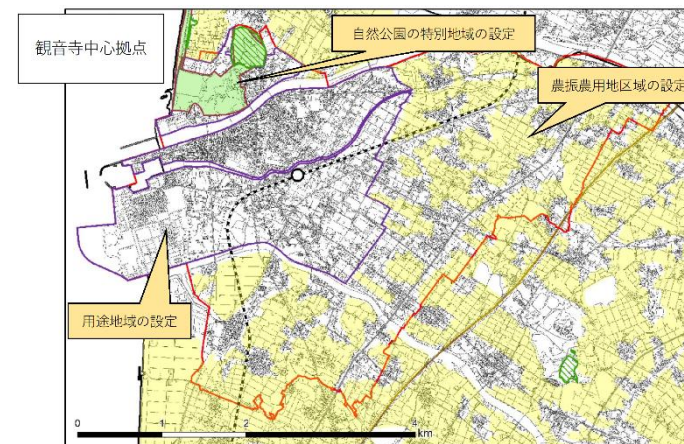 観音寺中心拠点
自然公園の特別地域の設定
農振農用地区域の設定
用途地域の設定
0 1 2 4
km